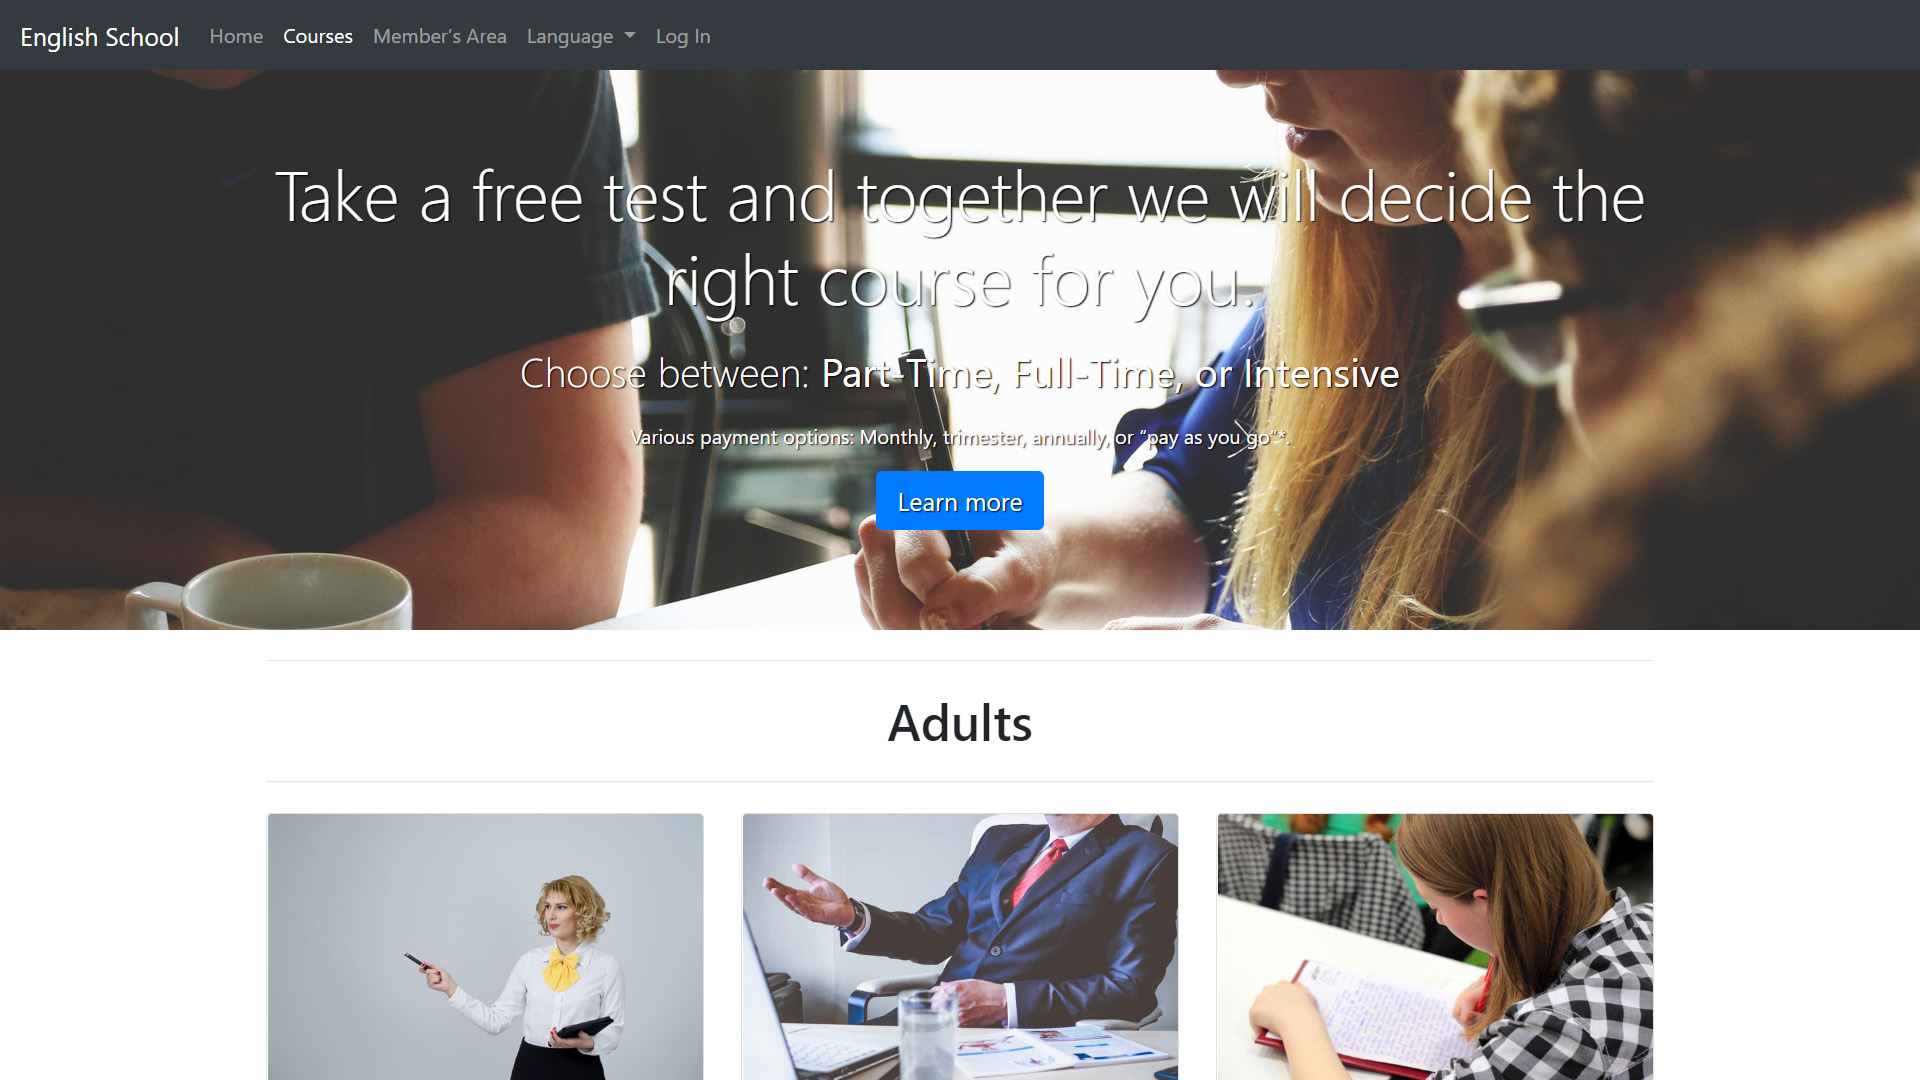 English School
Home
Courses
Member's Area
Language
Log In
Take a free test and together we will decide the
right course for you.
Choose between: Part-Time, Full-Time, or Intensive
Various payment options: Monthly, trimester, annually, or "pay as you go"*.
Learn more
Adults